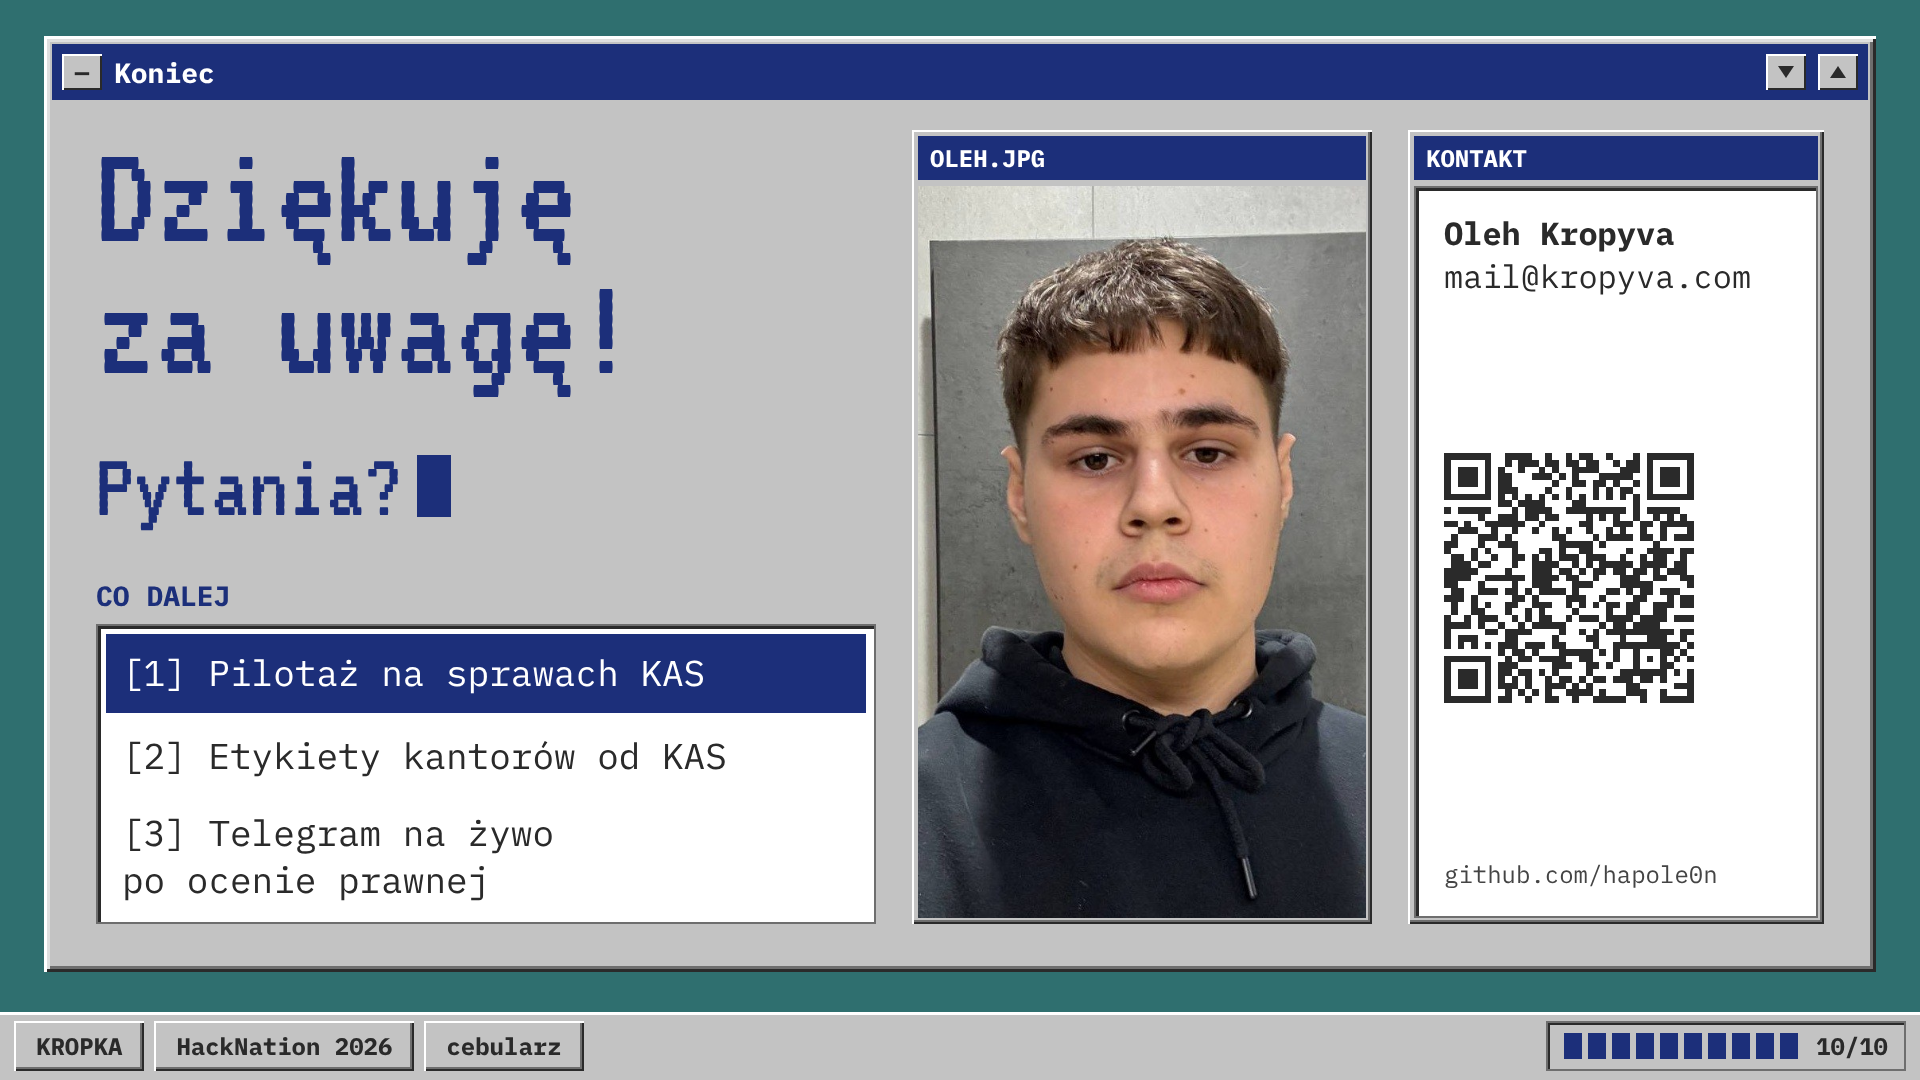 Koniec
Dziękuję
za uwagę!
Pytania?
CO DALEJ
[1] Pilotaż na sprawach KAS
[2] Etykiety kantorów od KAS
[3] Telegram na żywo
po ocenie prawnej
OLEH.JPG
KONTAKT
Oleh Kropyva
mail@kropyva.com
github.com/hapole0n
KROPKA
HackNation 2026
cebularz
10/10